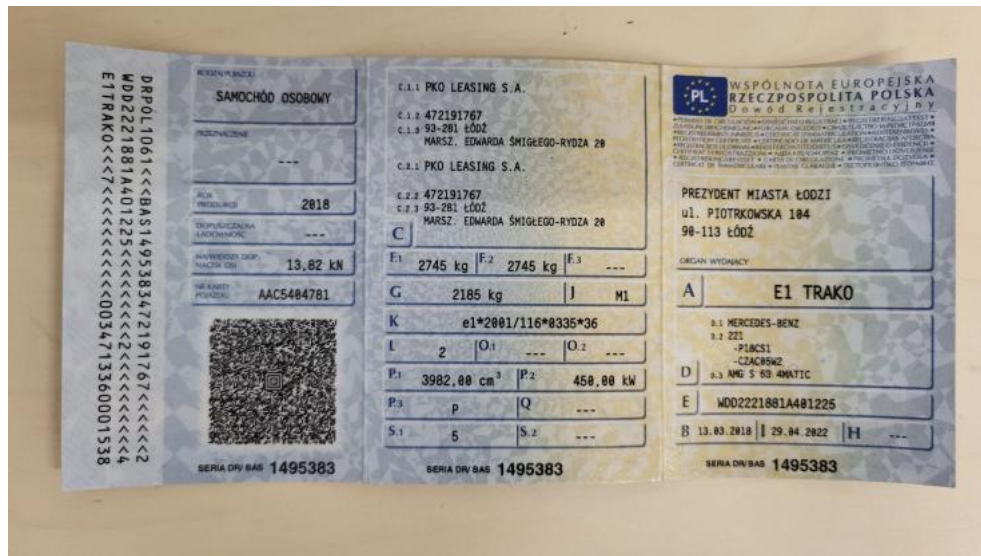 DRPOL1061<<<BAS1495383472191767<<<<<<2
WDD2221881A401225<<<<<<<<<2<<<<<<4
E1TRAKO<<7<<<<<<<<<<0034713360001538
RODZAJ POJAZDU
SAMOCHÓD OSOBOWY
PRZEZNACZENIE
---
ROK PRODUKCJI 2018
DOPUSZCZALNA ŁADOWNOŚĆ ---
NAJWIĘKSZY DOP. NACISK OSI 13,82 kN
NR KARTY POJAZDU AAC5404781
SERIA DR/ BAS 1495383
C.1.1 PKO LEASING S.A.
C.1.2 472191767
C.1.3 93-281 ŁÓDŹ
MARSZ. EDWARDA ŚMIGŁEGO-RYDZA 20
C.2.1 PKO LEASING S.A.
C.2.2 472191767
C.2.3 93-281 ŁÓDŹ
MARSZ. EDWARDA ŚMIGŁEGO-RYDZA 20
C
F.1 2745 kg F.2 2745 kg F.3 ---
G 2185 kg J M1
K e1*2001/116*0335*36
L 2 O.1 --- O.2 ---
P.1 3982,00 cm³ P.2 450,00 kW
P.3 P Q ---
S.1 5 S.2 ---
SERIA DR/ BAS 1495383
PL
WSPÓLNOTA EUROPEJSKA
RZECZPOSPOLITA POLSKA
Dowód Rejestracyjny
PREZYDENT MIASTA ŁODZI
ul. PIOTRKOWSKA 104
90-113 ŁÓDŹ
ORGAN WYDAJĄCY
A E1 TRAKO
D.1 MERCEDES-BENZ
D.2 221
-P10CS1
-CZAC05W2
D D.3 AMG S 63 4MATIC
E WDD2221881A401225
B 13.03.2018 I 29.04.2022 H ---
SERIA DR/ BAS 1495383